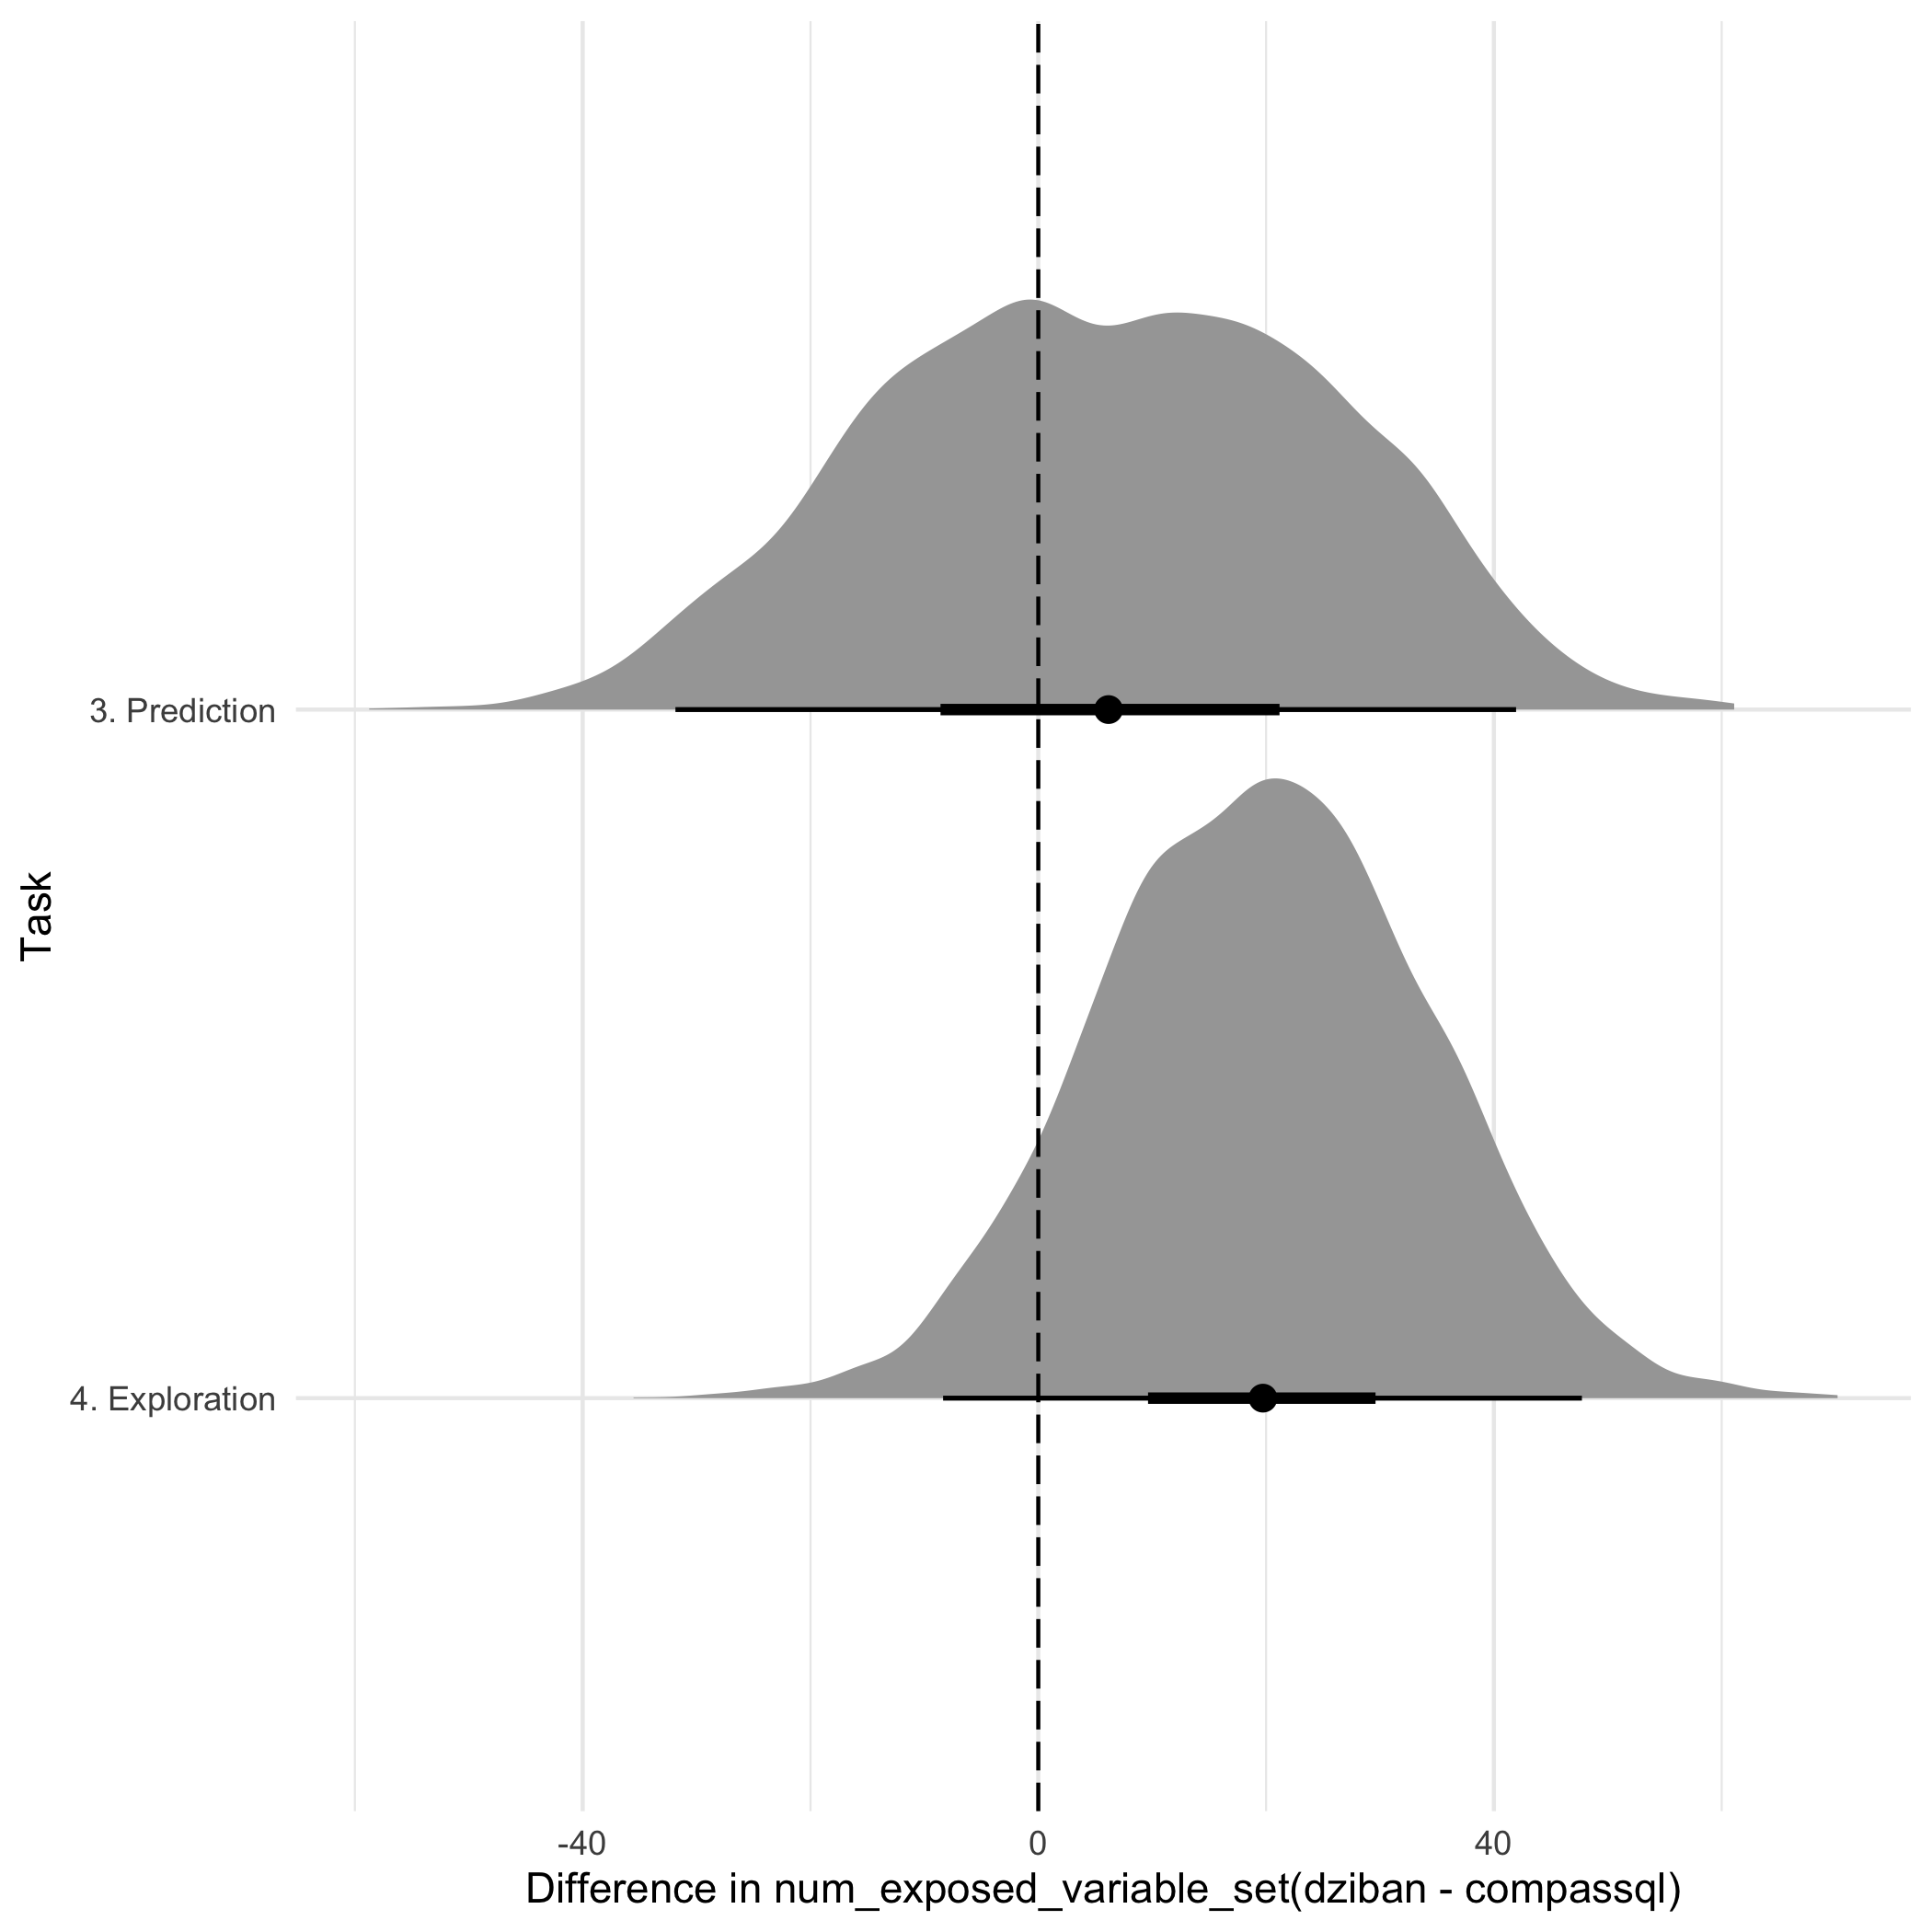 3. Prediction
Task
4. Exploration
-40 0 40
Difference in num_exposed_variable_set(dziban - compassql)